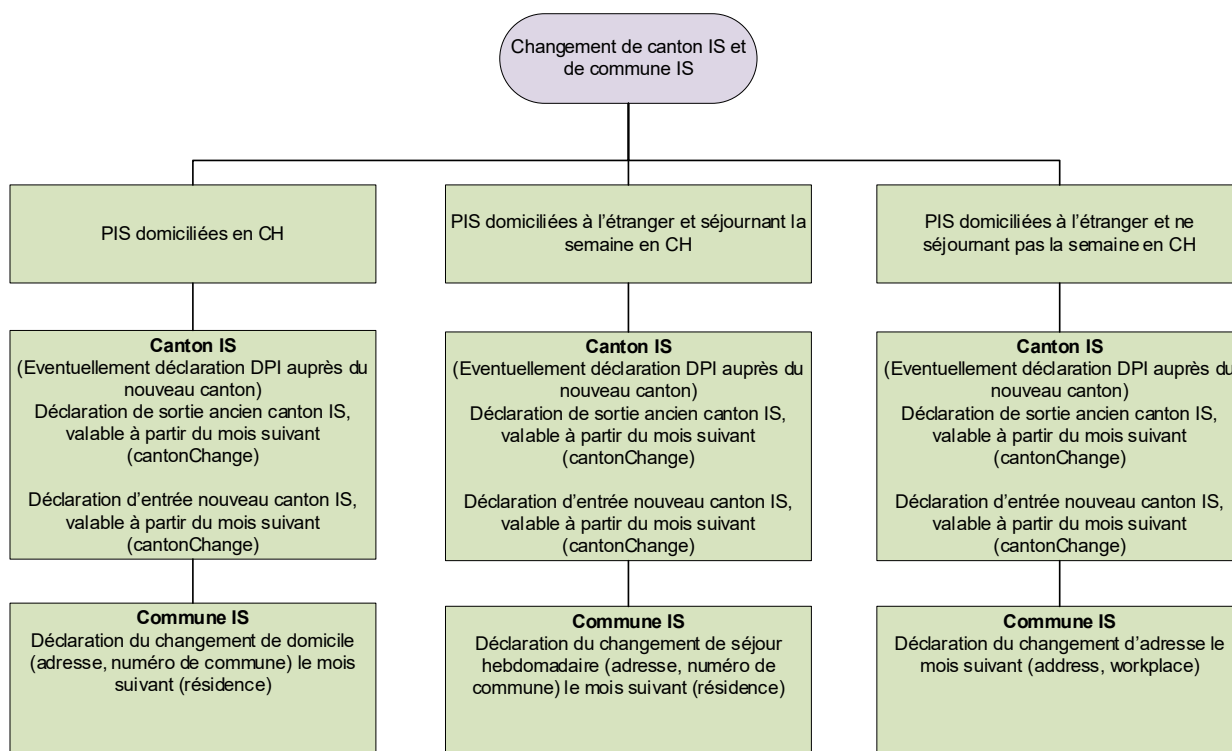 Changement de canton IS et
de commune IS
PIS domiciliées en CH
PIS domiciliées à l'étranger et séjournant la
semaine en CH
PIS domiciliées à l'étranger et ne
séjournant pas la semaine en CH
Canton IS
(Eventuellement déclaration DPI auprès du
nouveau canton)
Déclaration de sortie ancien canton IS,
valable à partir du mois suivant
(cantonChange)
Déclaration d'entrée nouveau canton IS,
valable à partir du mois suivant
(cantonChange)
Canton IS
(Eventuellement déclaration DPI auprès du
nouveau canton)
Déclaration de sortie ancien canton IS,
valable à partir du mois suivant
(cantonChange)
Déclaration d'entrée nouveau canton IS,
valable à partir du mois suivant
(cantonChange)
Canton IS
(Eventuellement déclaration DPI auprès du
nouveau canton)
Déclaration de sortie ancien canton IS,
valable à partir du mois suivant
(cantonChange)
Déclaration d'entrée nouveau canton IS,
valable à partir du mois suivant
(cantonChange)
Commune IS
Déclaration du changement de domicile
(adresse, numéro de commune) le mois
suivant (résidence)
Commune IS
Déclaration du changement de séjour
hebdomadaire (adresse, numéro de
commune) le mois suivant (résidence)
Commune IS
Déclaration du changement d'adresse le
mois suivant (address, workplace)